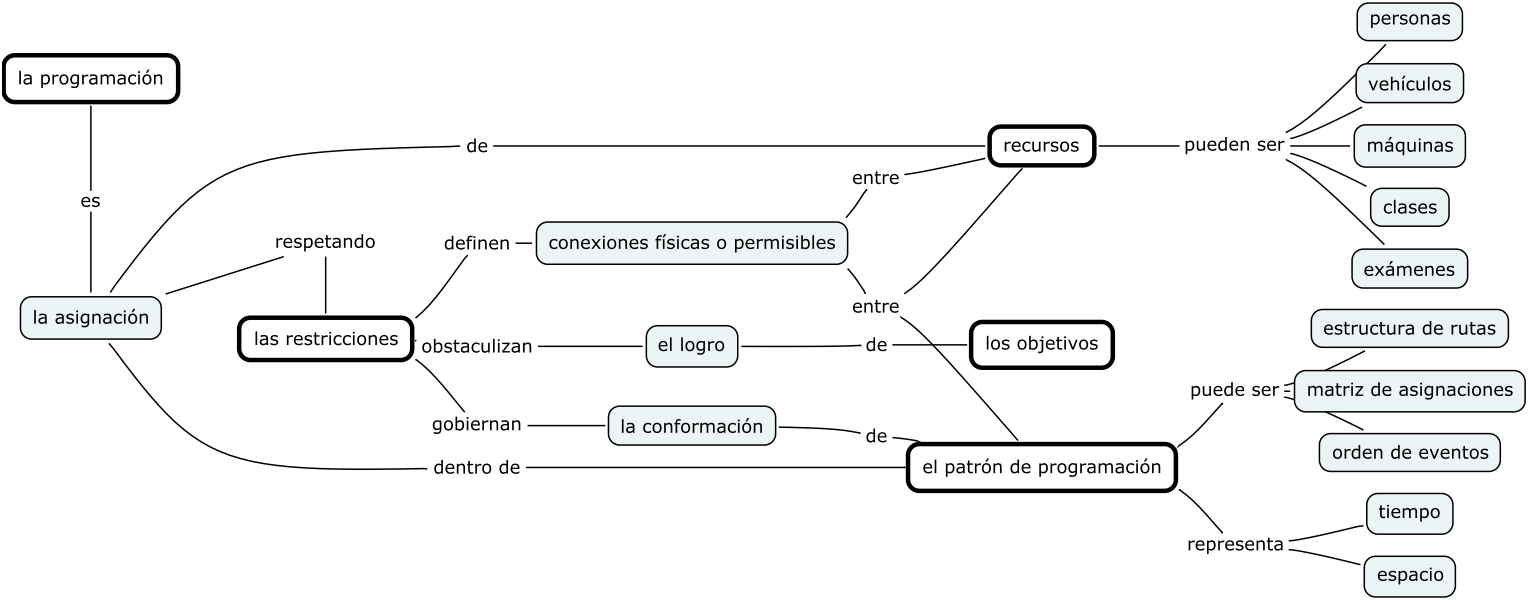 personas
la programación
vehículos
de
recursos
pueden ser
máquinas
entre
es
clases
respetando
definen
conexiones físicas o permisibles
exámenes
entre
la asignación
las restricciones
obstaculizan
el logro
de
los objetivos
estructura de rutas
puede ser
matriz de asignaciones
gobiernan
la conformación
de
orden de eventos
dentro de
el patrón de programación
tiempo
representa
espacio